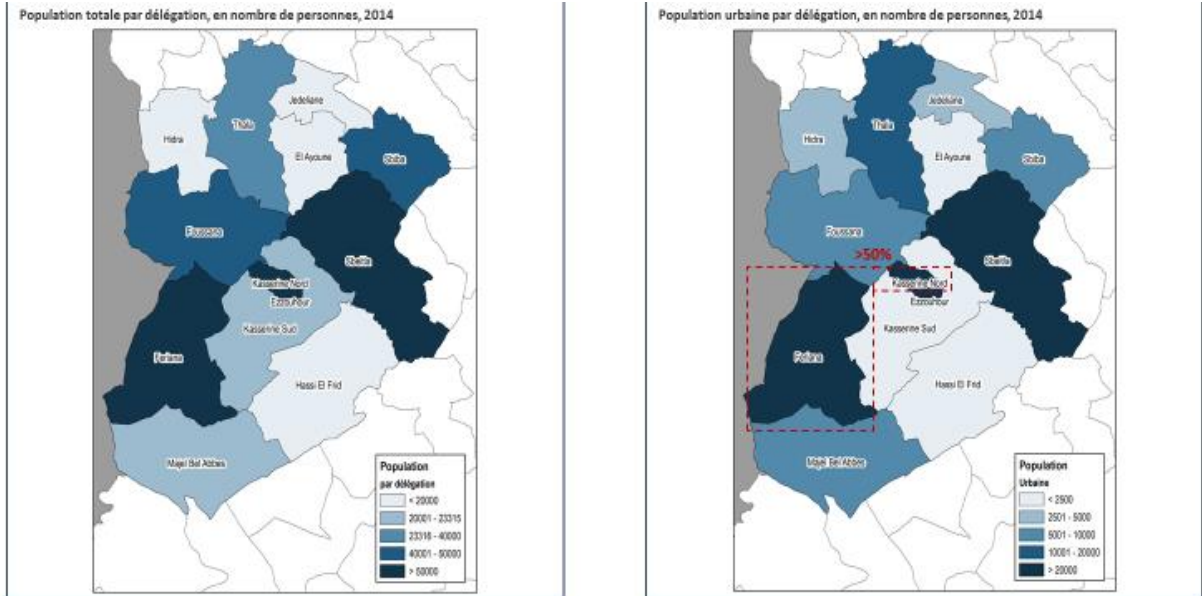 Population totale par délégation, en nombre de personnes, 2014
Jedeliane
Thala
Hidra
El Ayoune
Sbiba
Foussana
Sbeitla
Kasserine Nord
Ezzouhour
Kasserine Sud
Feriana
Hassi El Frid
Majel Bel Abbes
Population
par délégation
< 20000
20001 - 23315
23316 - 40000
40001 - 50000
> 50000
Population urbaine par délégation, en nombre de personnes, 2014
Jedeliane
Thala
Hidra
El Ayoune
Sbiba
Foussana
>50%
Sbeitla
Kasserine Nord
Ezzouhour
Kasserine Sud
Feriana
Hassi El Frid
Majel Bel Abbes
Population
Urbaine
< 2500
2501 - 5000
5001 - 10000
10001 - 20000
> 20000